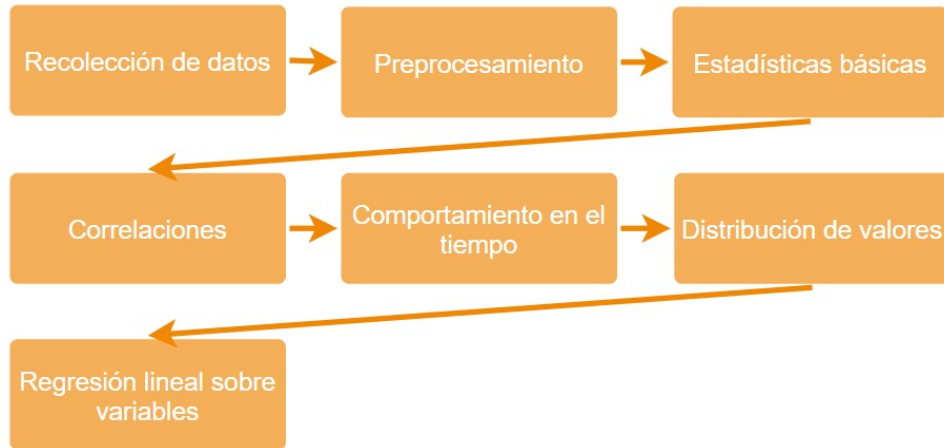 Recolección de datos
Preprocesamiento
Estadísticas básicas
Correlaciones
Comportamiento en el
tiempo
Distribución de valores
Regresión lineal sobre
variables